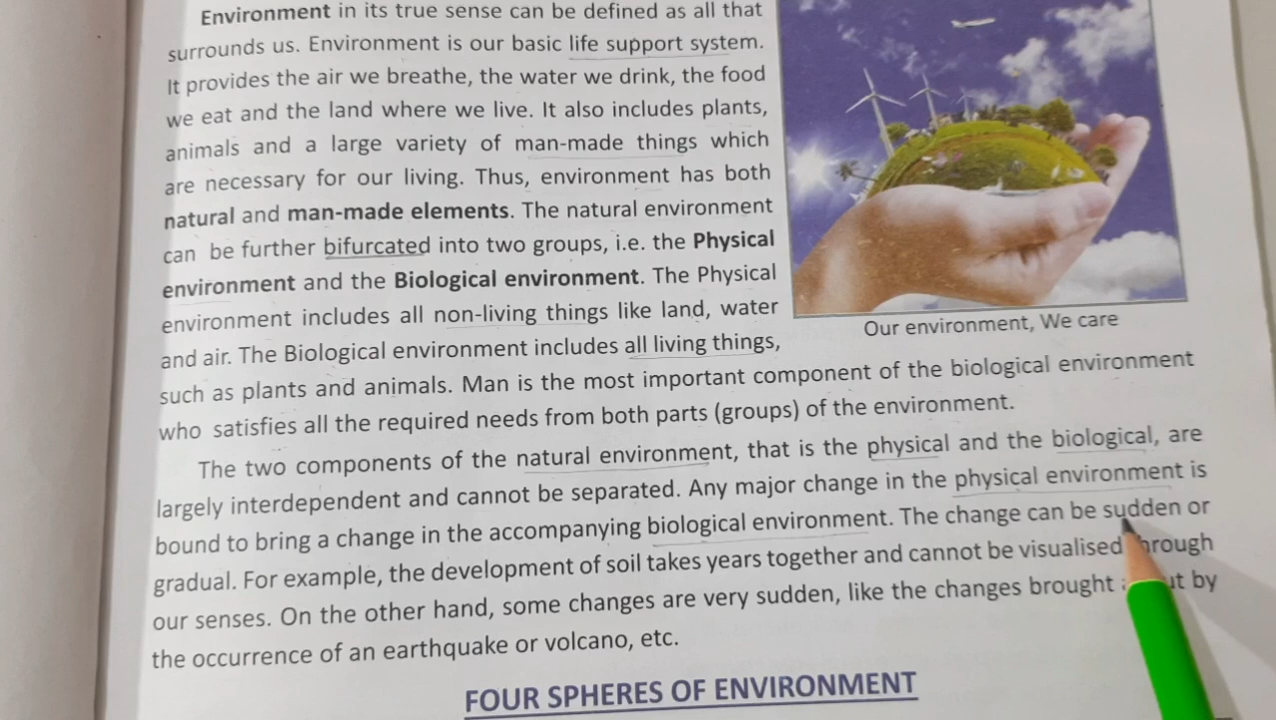 Environment in its true sense can be defined as all that
surrounds us. Environment is our basic life support system.
It provides the air we breathe, the water we drink, the food
we eat and the land where we live. It also includes plants,
animals and a large variety of man-made things which
are necessary for our living. Thus, environment has both
natural and man-made elements. The natural environment
can be further bifurcated into two groups, i.e. the Physical
environment and the Biological environment. The Physical
environment includes all non-living things like land, water
and air. The Biological environment includes all living things,
Our environment, We care
such as plants and animals. Man is the most important component of the biological environment
who satisfies all the required needs from both parts (groups) of the environment.
The two components of the natural environment, that is the physical and the biological, are
largely interdependent and cannot be separated. Any major change in the physical environment is
bound to bring a change in the accompanying biological environment. The change can be sudden or
gradual. For example, the development of soil takes years together and cannot be visualised through
our senses. On the other hand, some changes are very sudden, like the changes brought by
the occurrence of an earthquake or volcano, etc.
FOUR SPHERES OF ENVIRONMENT